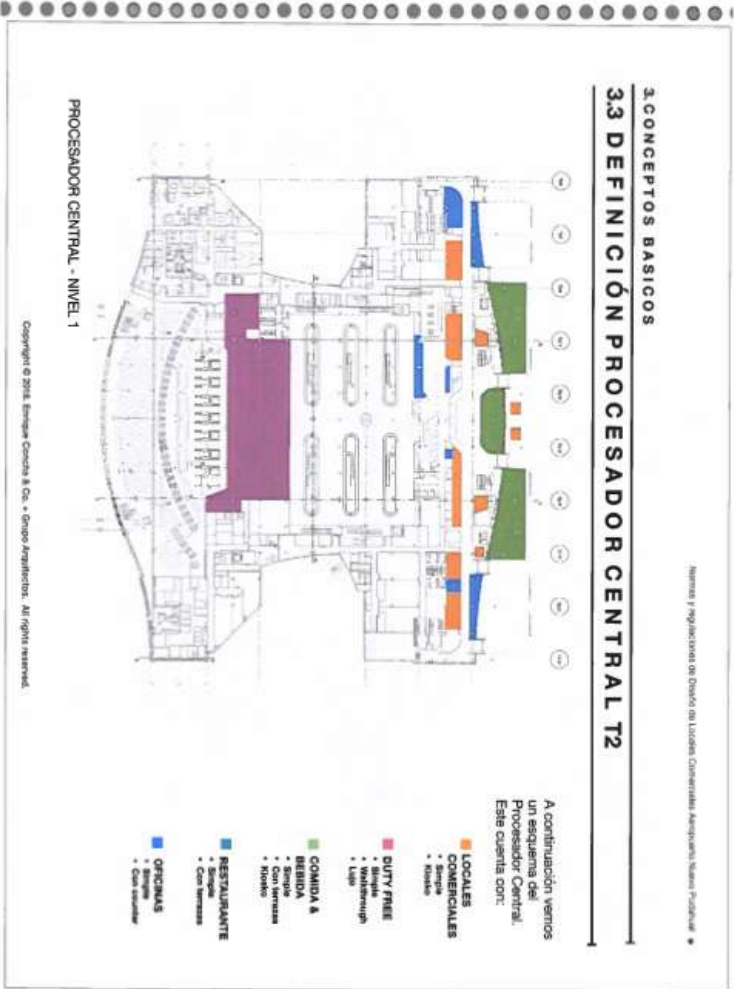 Normas y regulaciones de Diseño de Locales Comerciales Aeropuerto Nuevo Pudahuel
3. CONCEPTOS BASICOS
3.3 DEFINICIÓN PROCESADOR CENTRAL T2
A continuación vemos
un esquema del
Procesador Central.
Este cuenta con:
LOCALES
COMERCIALES
• Simple
• Kiosko
DUTY FREE
• Simple
• Walkthrough
• Lujo
COMIDA &
BEBIDA
• Simple
• Con terrazas
• Kiosko
RESTAURANTE
• Simple
• Con terrazas
OFICINAS
• Simple
• Con counter
PROCESADOR CENTRAL - NIVEL 1
Copyright © 2016. Enrique Concha & Co. + Grupo Arquitectos. All rights reserved.